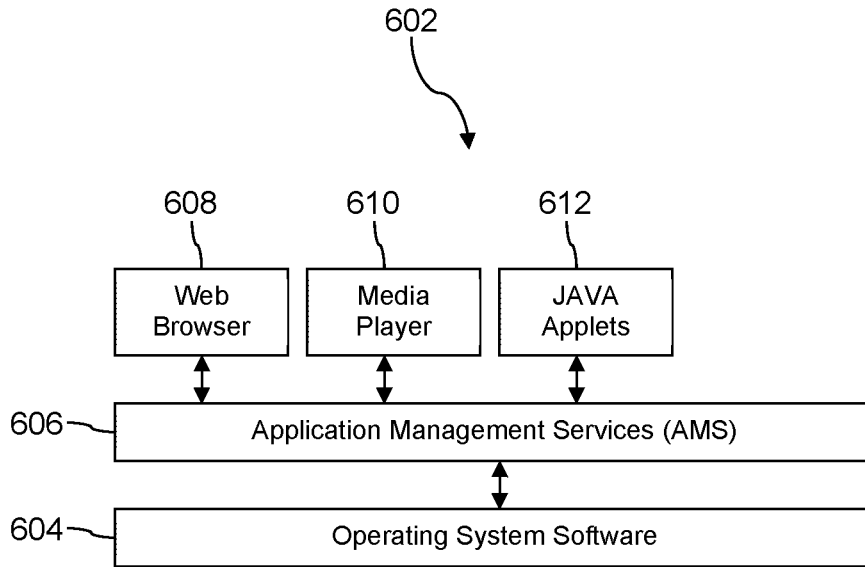 602
608
610
612
Web
Browser
Media
Player
JAVA
Applets
606
Application Management Services (AMS)
604
Operating System Software